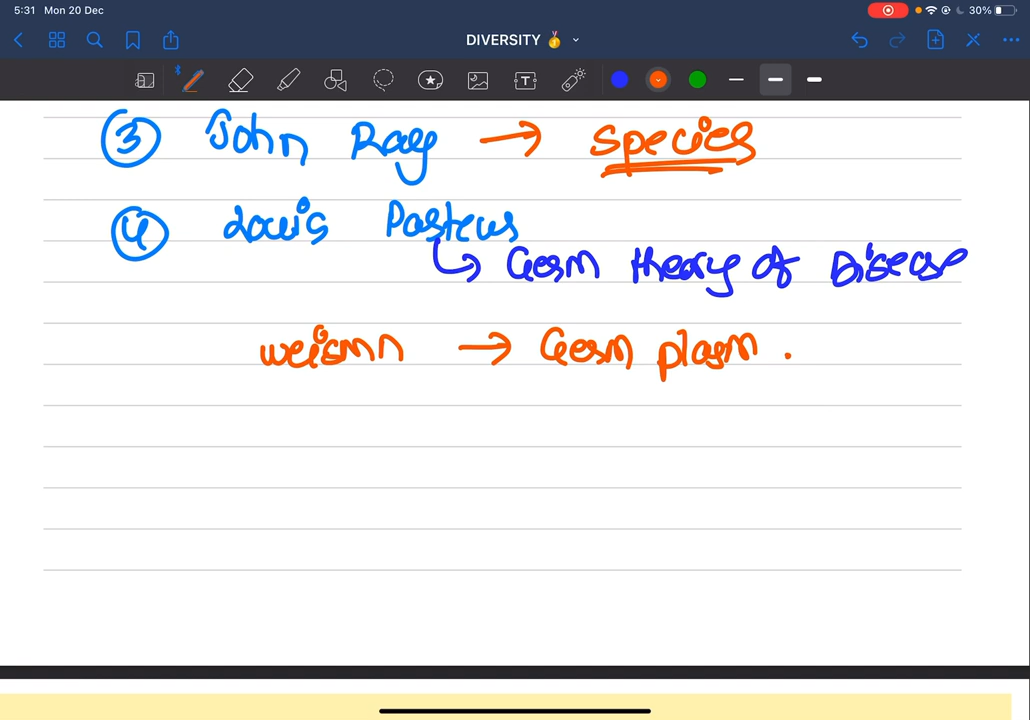 5:31 Mon 20 Dec 30%
DIVERSITY 🥇
3 John Ray → Species
4 Louis Pasteur
↳ Germ theory of Disease
weismn → Germ plasm .